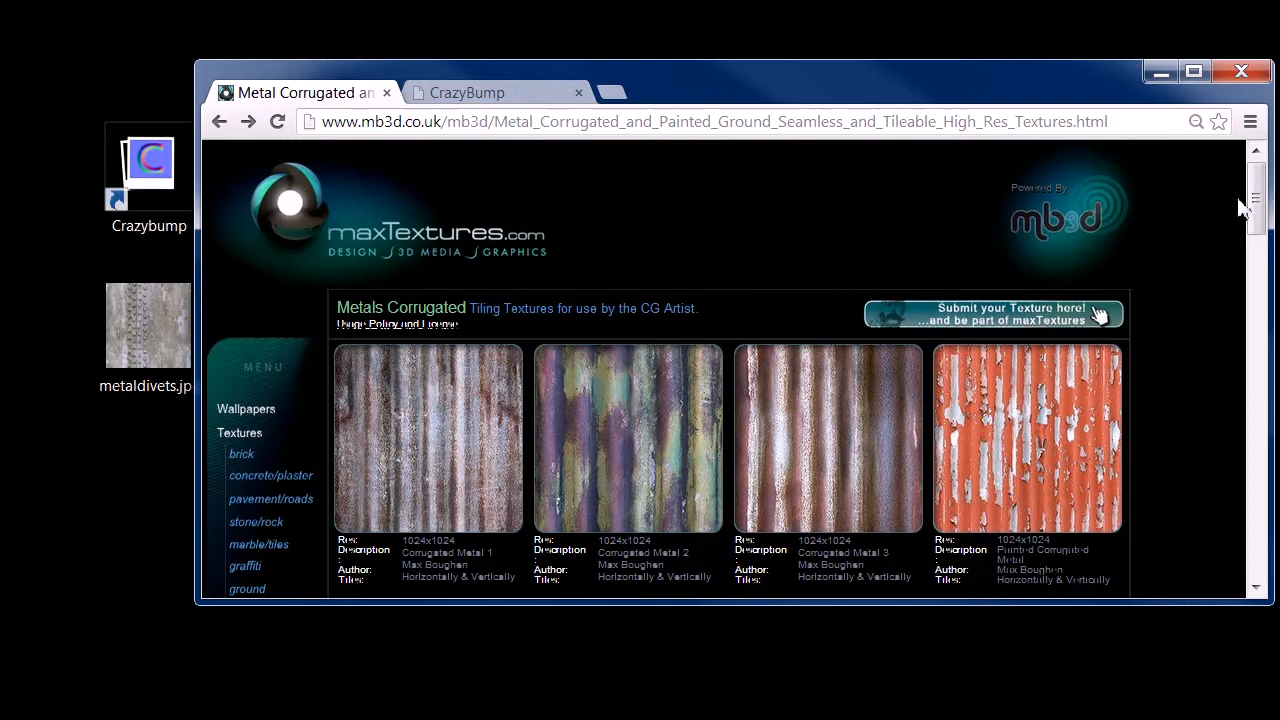 Metal Corrugated an
CrazyBump
www.mb3d.co.uk/mb3d/Metal_Corrugated_and_Painted_Ground_Seamless_and_Tileable_High_Res_Textures.html
C
Crazybump
metaldivets.jp
maxTextures.com
DESIGN 3D MEDIA GRAPHICS
Powered By
mb3d
Metals Corrugated Tiling Textures for use by the CG Artist.
Usage Policy and License
Submit your Texture here!
...and be part of maxTextures
MENU
Wallpapers
Textures
brick
concrete/plaster
pavement/roads
stone/rock
marble/tiles
graffiti
ground
Res: 1024x1024
Description : Corrugated Metal 1
Author: Max Boughen
Tiles: Horizontally & Vertically
Res: 1024x1024
Description : Corrugated Metal 2
Author: Max Boughen
Tiles: Horizontally & Vertically
Res: 1024x1024
Description : Corrugated Metal 3
Author: Max Boughen
Tiles: Horizontally & Vertically
Res: 1024x1024
Description : Painted Corrugated
Metal
Author: Max Boughen
Tiles: Horizontally & Vertically